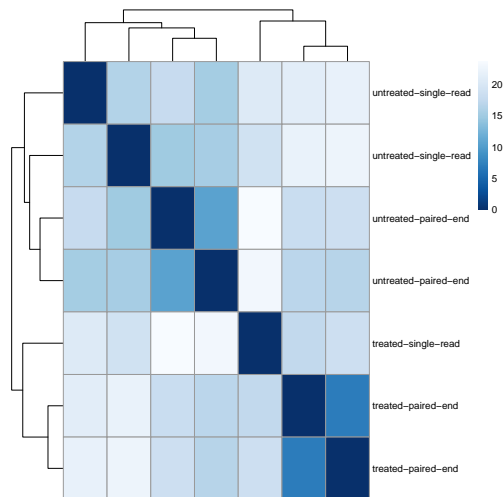 untreated−single−read
untreated−single−read
untreated−paired−end
untreated−paired−end
treated−single−read
treated−paired−end
treated−paired−end
20
15
10
5
0